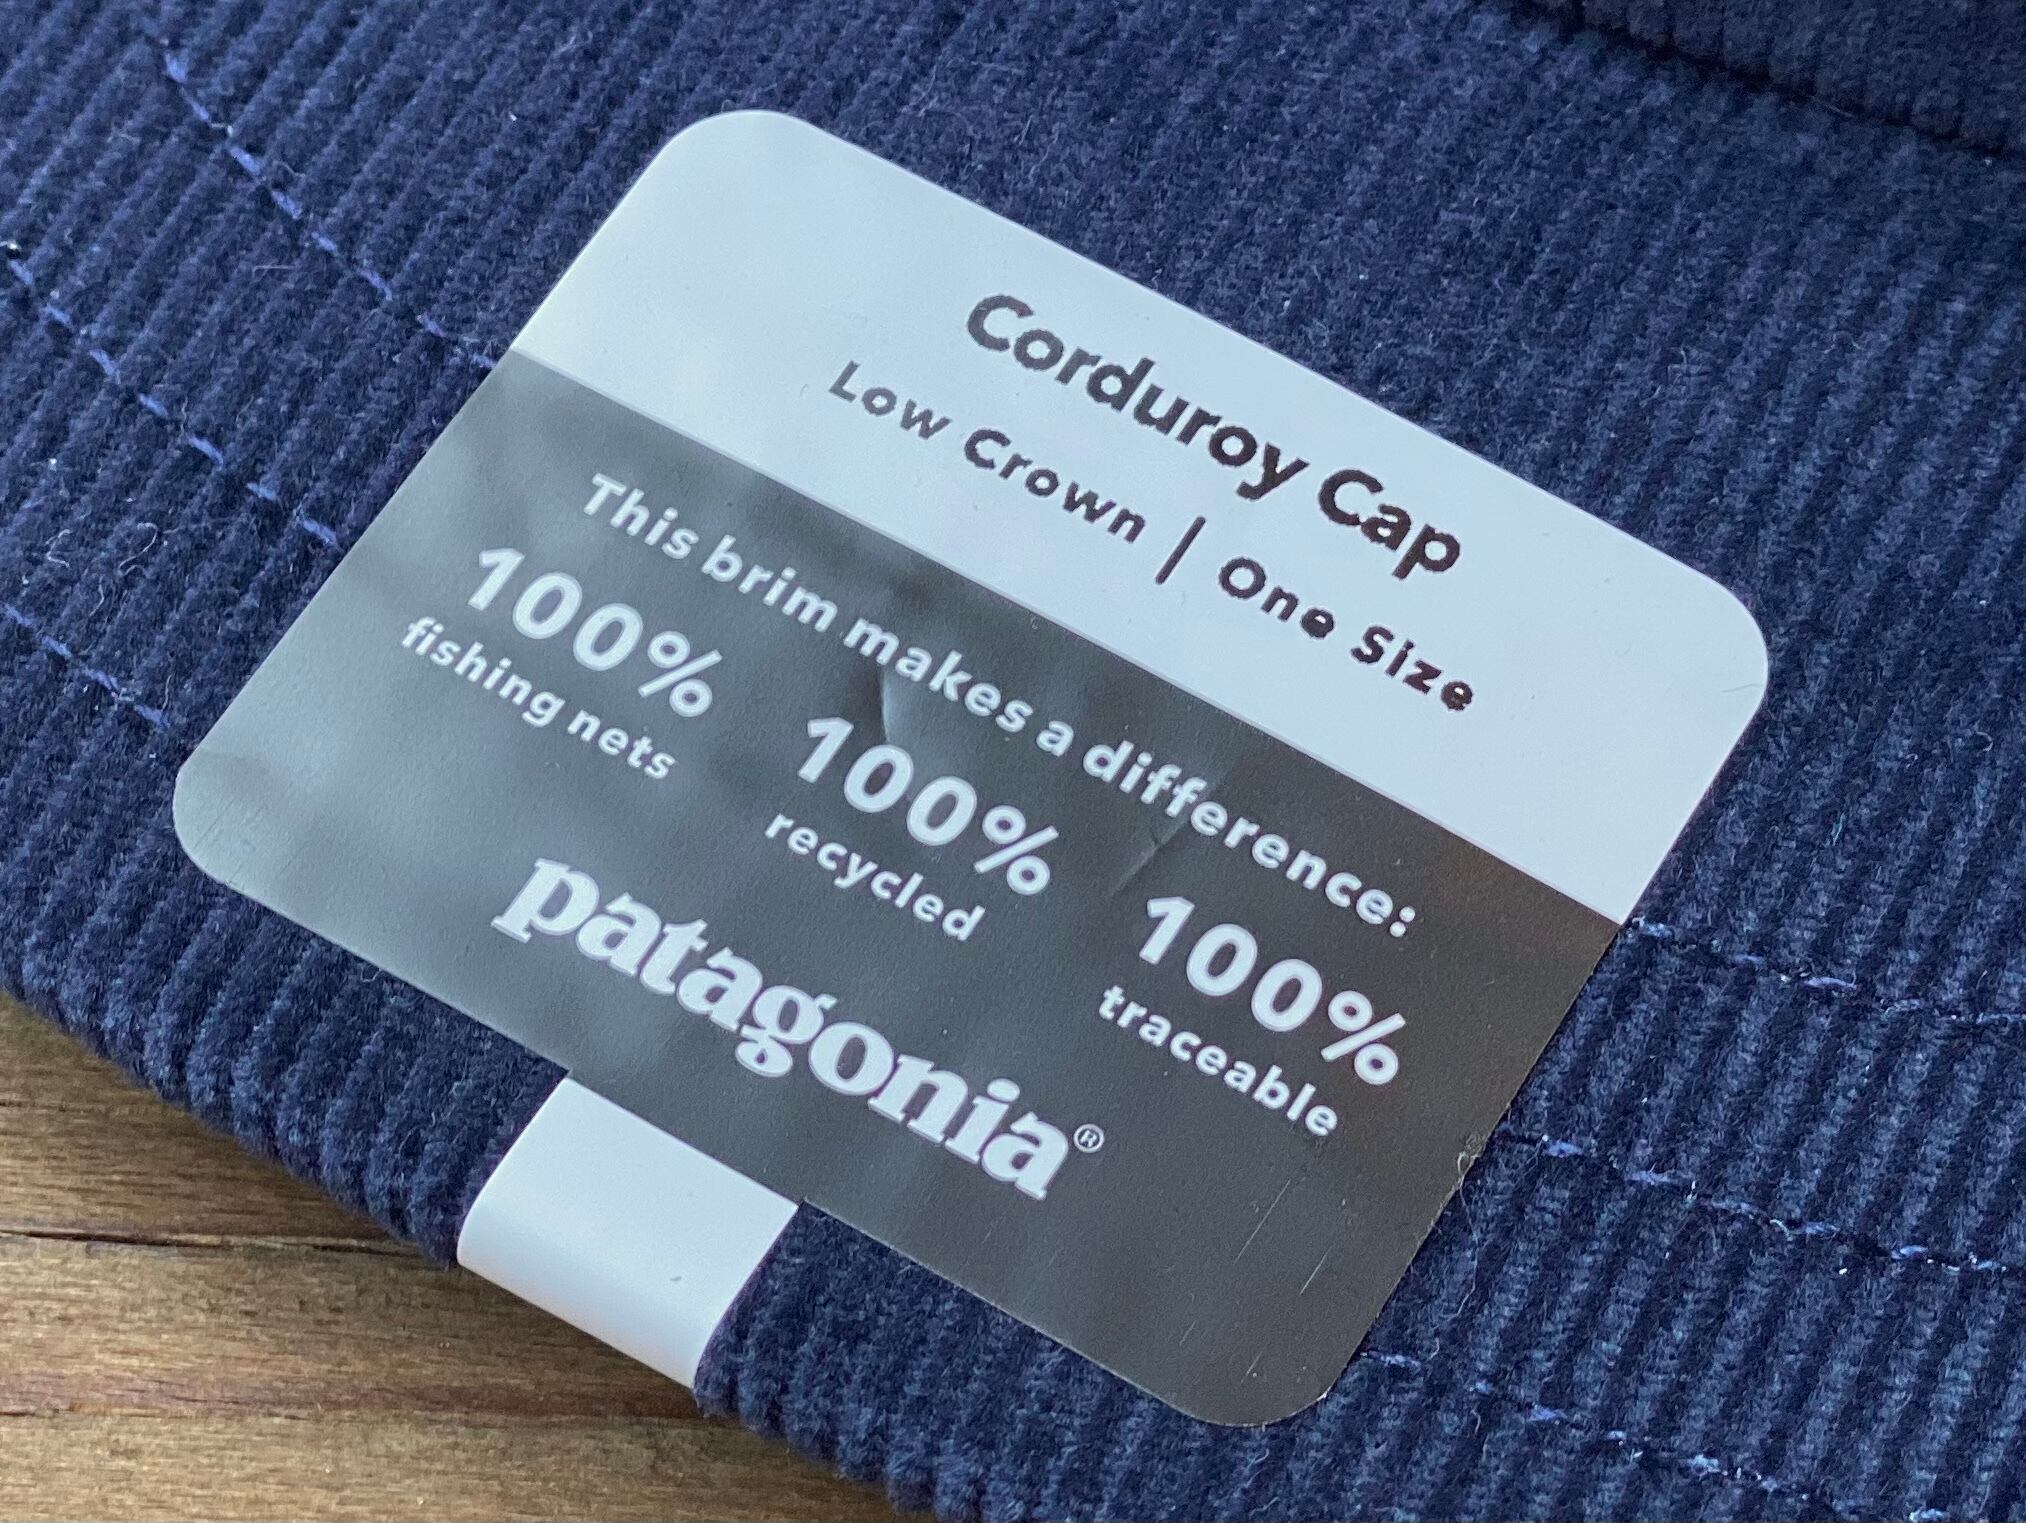 Corduroy Cap
Low Crown | One Size
This brim makes a difference:
100% 100% 100%
fishing nets recycled traceable
patagonia®